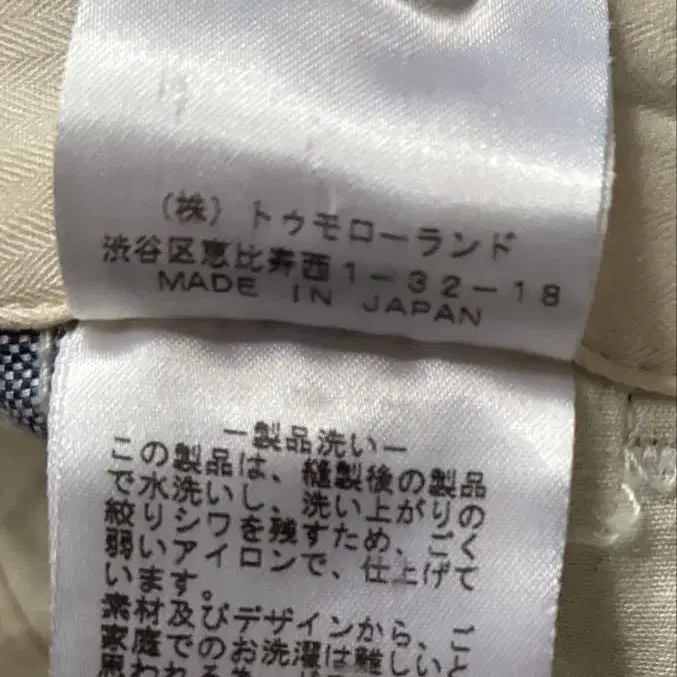 (株) トゥモローランド
渋谷区恵比寿西1-32-18
MADE IN JAPAN
ー製品洗いー
この製品は、縫製後の製品
で水洗いし、洗い上がりの
絞りシワを残すため、ごく
弱いアイロンで、仕上げて
います。
素材及びデザインから、ご
家庭でのお洗濯は難しいと
思われる為、